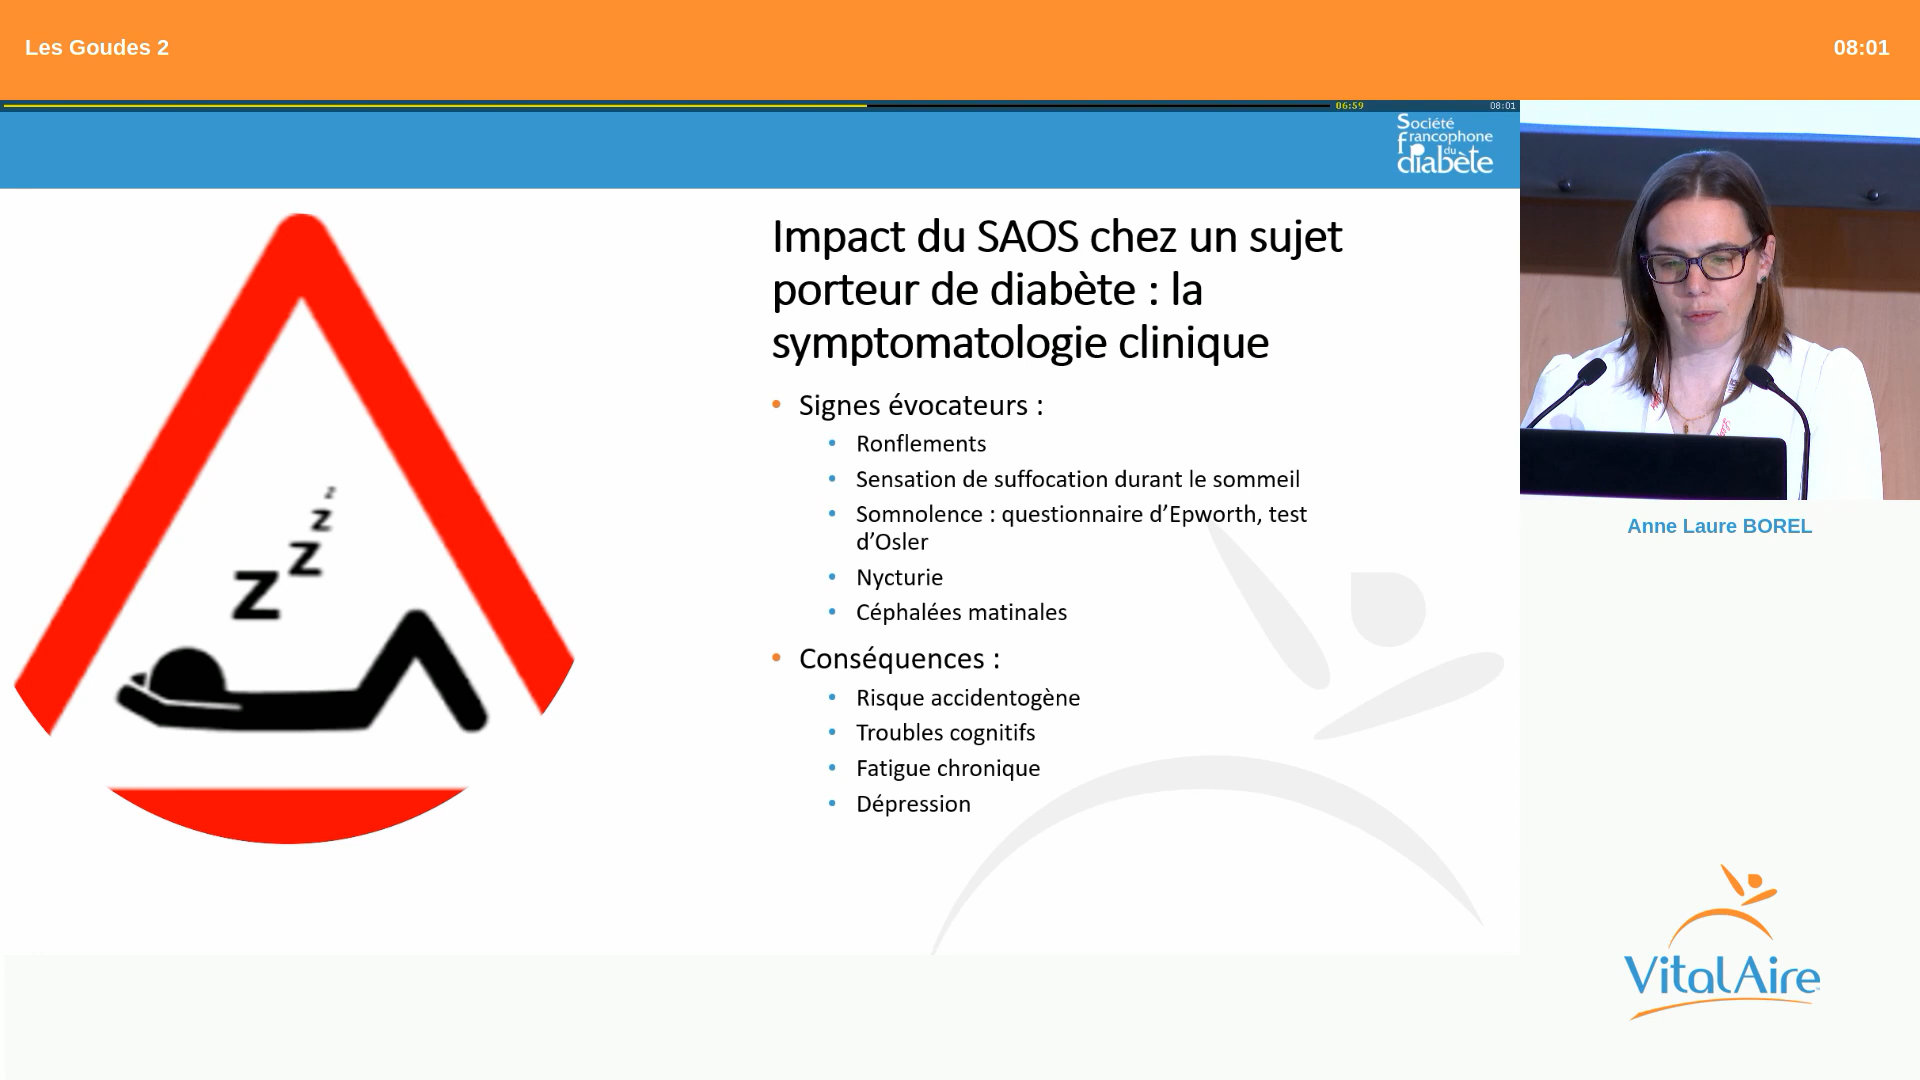 Les Goudes 2
08:01
06:59
08:01
Société
francophone
du
diabète
Impact du SAOS chez un sujet
porteur de diabète : la
symptomatologie clinique
• Signes évocateurs :
• Ronflements
• Sensation de suffocation durant le sommeil
• Somnolence : questionnaire d’Epworth, test
d’Osler
• Nycturie
• Céphalées matinales
• Conséquences :
• Risque accidentogène
• Troubles cognitifs
• Fatigue chronique
• Dépression
z
z
z
z
Anne Laure BOREL
VitalAire